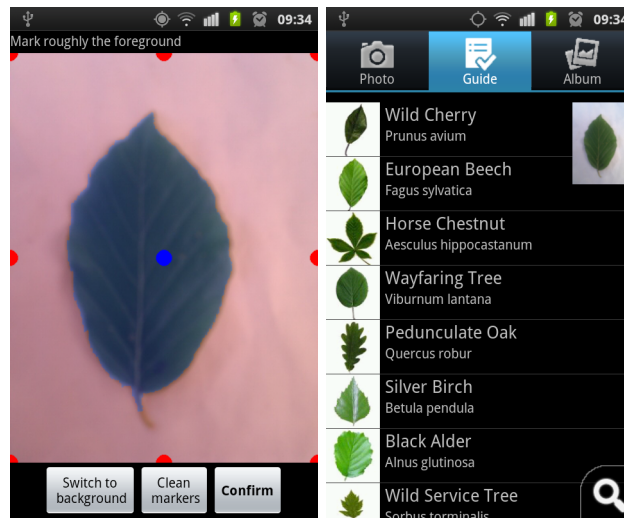 09:34
Mark roughly the foreground
Switch to
background
Clean
markers
Confirm
09:34
Photo
Guide
Album
Wild Cherry
Prunus avium
European Beech
Fagus sylvatica
Horse Chestnut
Aesculus hippocastanum
Wayfaring Tree
Viburnum lantana
Pedunculate Oak
Quercus robur
Silver Birch
Betula pendula
Black Alder
Alnus glutinosa
Wild Service Tree
Sorbus torminalis